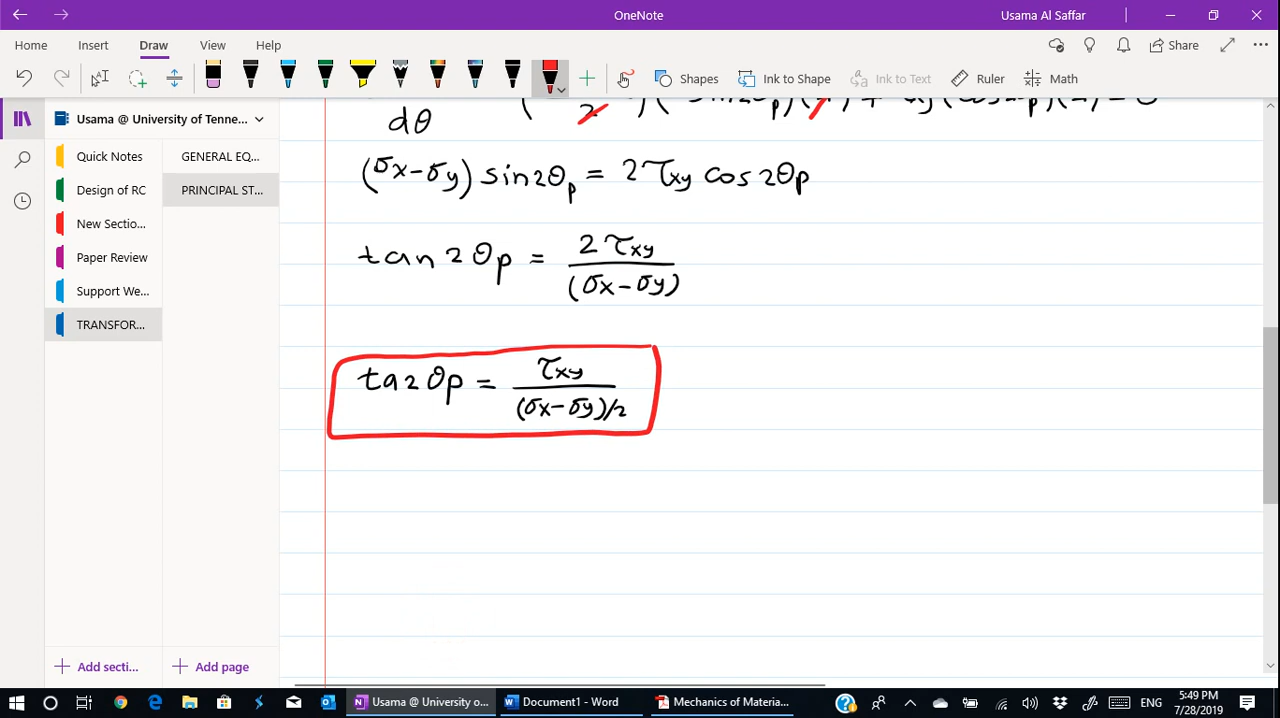 OneNote
Usama Al Saffar
Home Insert Draw View Help
Share
Shapes Ink to Shape Ink to Text Ruler Math
Usama @ University of Tenne...
Quick Notes
Design of RC
New Sectio...
Paper Review
Support We...
TRANSFOR...
GENERAL EQ...
PRINCIPAL ST...
dθ
(σx-σy) sin2θp = 2τxy cos2θp
tan 2θp = 2τxy / (σx-σy)
ta2θp = τxy / (σx-σy)/2
Add secti...
Add page
Usama @ University o...
Document1 - Word
Mechanics of Materia...
ENG
5:49 PM
7/28/2019